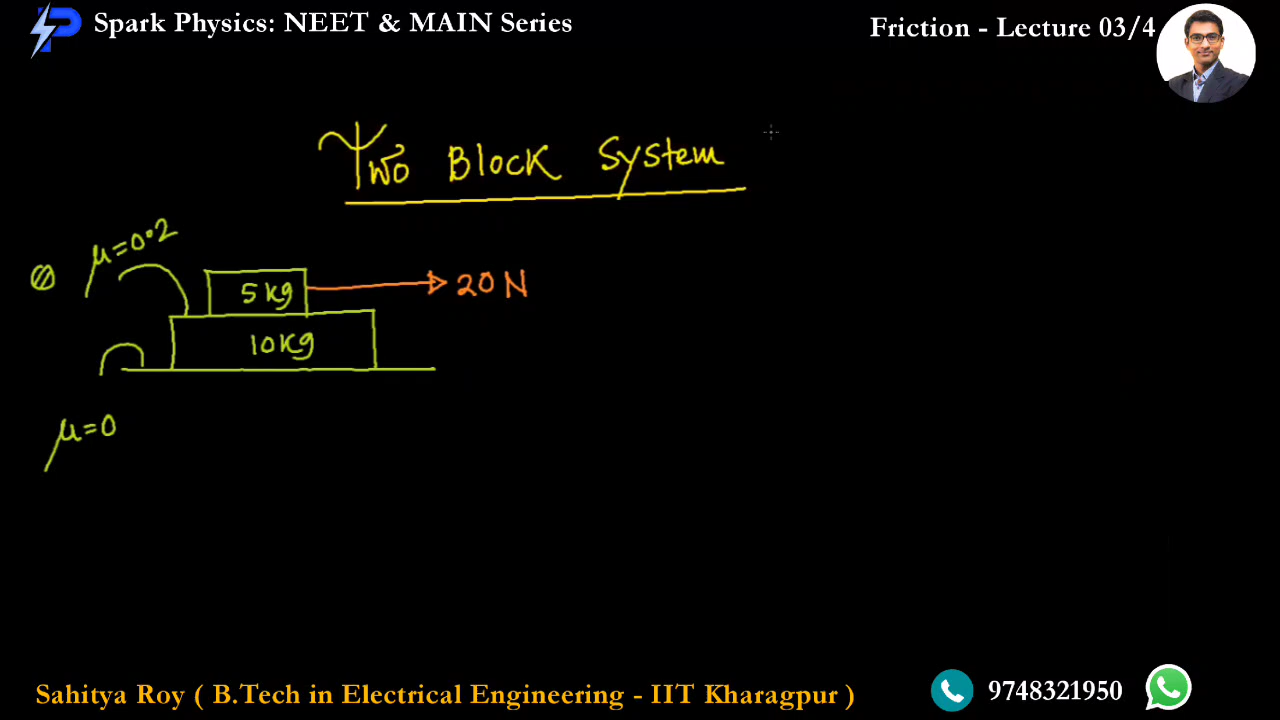 Spark Physics: NEET & MAIN Series
Friction - Lecture 03/4
Two Block System
μ=0.2
5 kg
20 N
10 Kg
μ=0
Sahitya Roy ( B.Tech in Electrical Engineering - IIT Kharagpur )
9748321950